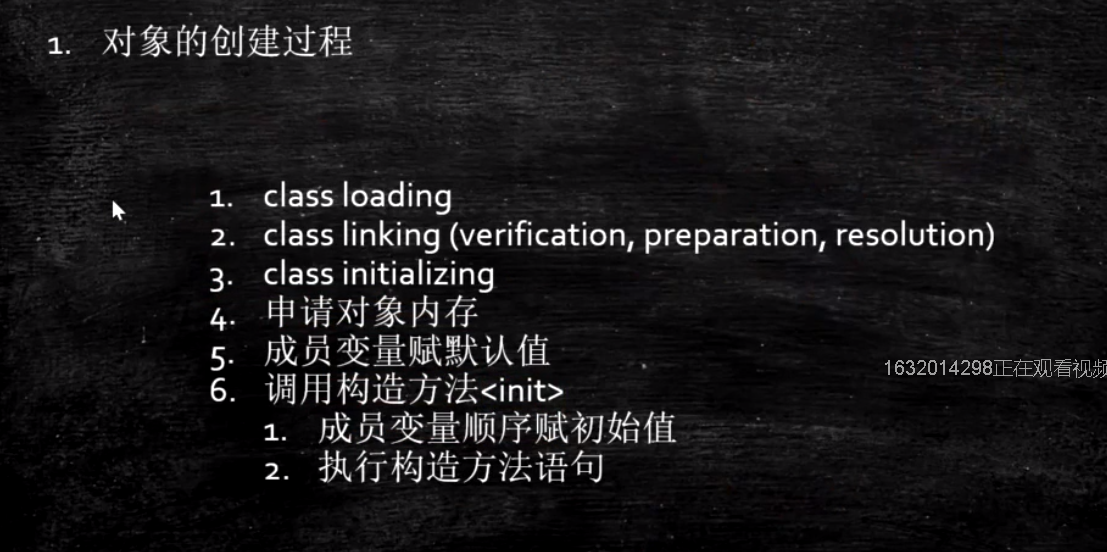 1. 对象的创建过程
1. class loading
2. class linking (verification, preparation, resolution)
3. class initializing
4. 申请对象内存
5. 成员变量赋默认值
1632014298正在观看视频
6. 调用构造方法<init>
1. 成员变量顺序赋初始值
2. 执行构造方法语句